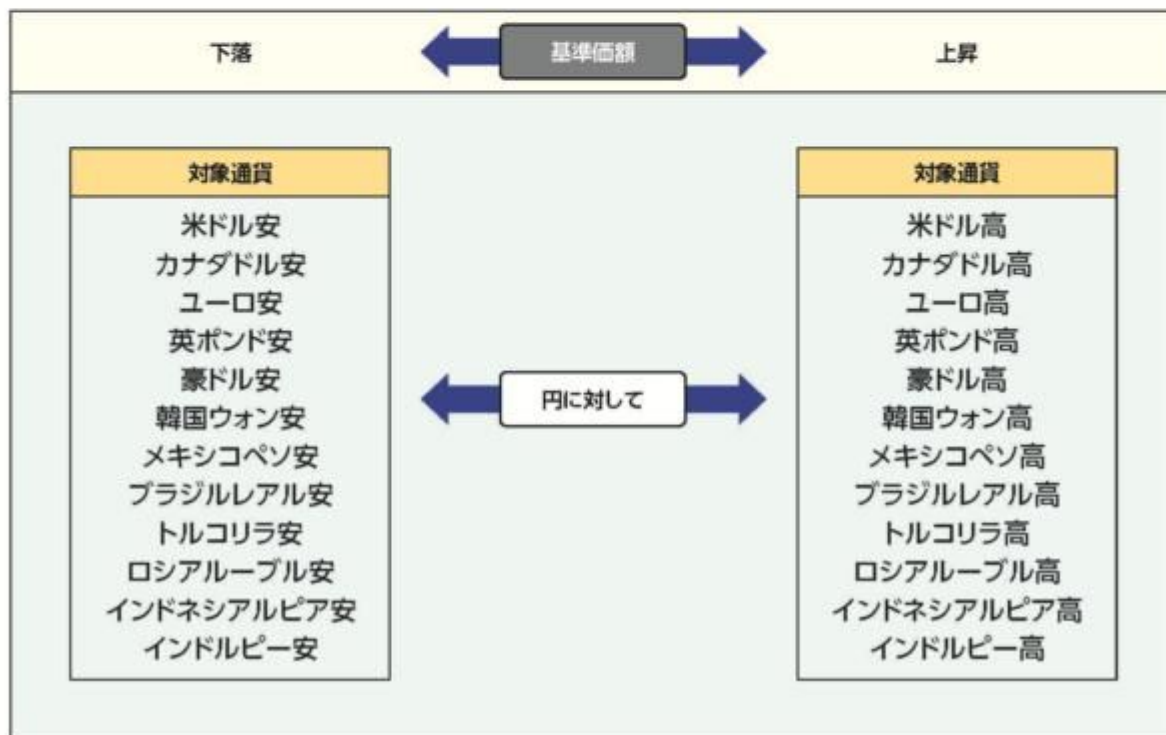 下落
基準価額
上昇
対象通貨
米ドル安
カナダドル安
ユーロ安
英ポンド安
豪ドル安
韓国ウォン安
メキシコペソ安
ブラジルレアル安
トルコリラ安
ロシアルーブル安
インドネシアルピア安
インドルピー安
円に対して
対象通貨
米ドル高
カナダドル高
ユーロ高
英ポンド高
豪ドル高
韓国ウォン高
メキシコペソ高
ブラジルレアル高
トルコリラ高
ロシアルーブル高
インドネシアルピア高
インドルピー高